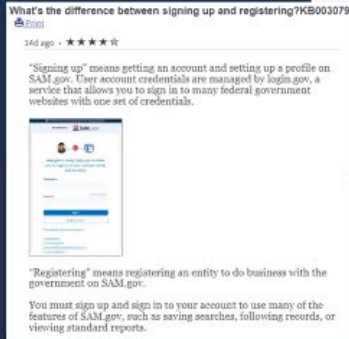 What's the difference between signing up and registering?KB003079
Print
14d ago
"Signing up" means getting an account and setting up a profile on
SAM.gov. User account credentials are managed by login.gov, a
service that allows you to sign in to many federal government
websites with one set of credentials.
"Registering" means registering an entity to do business with the
government on SAM.gov.
You must sign up and sign in to your account to use many of the
features of SAM.gov, such as saving searches, following records, or
viewing standard reports.